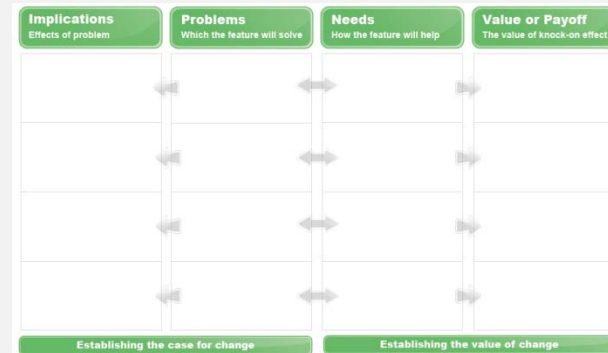 Implications
Effects of problem
Problems
Which the feature will solve
Needs
How the feature will help
Value or Payoff
The value of knock-on effect
Establishing the case for change
Establishing the value of change